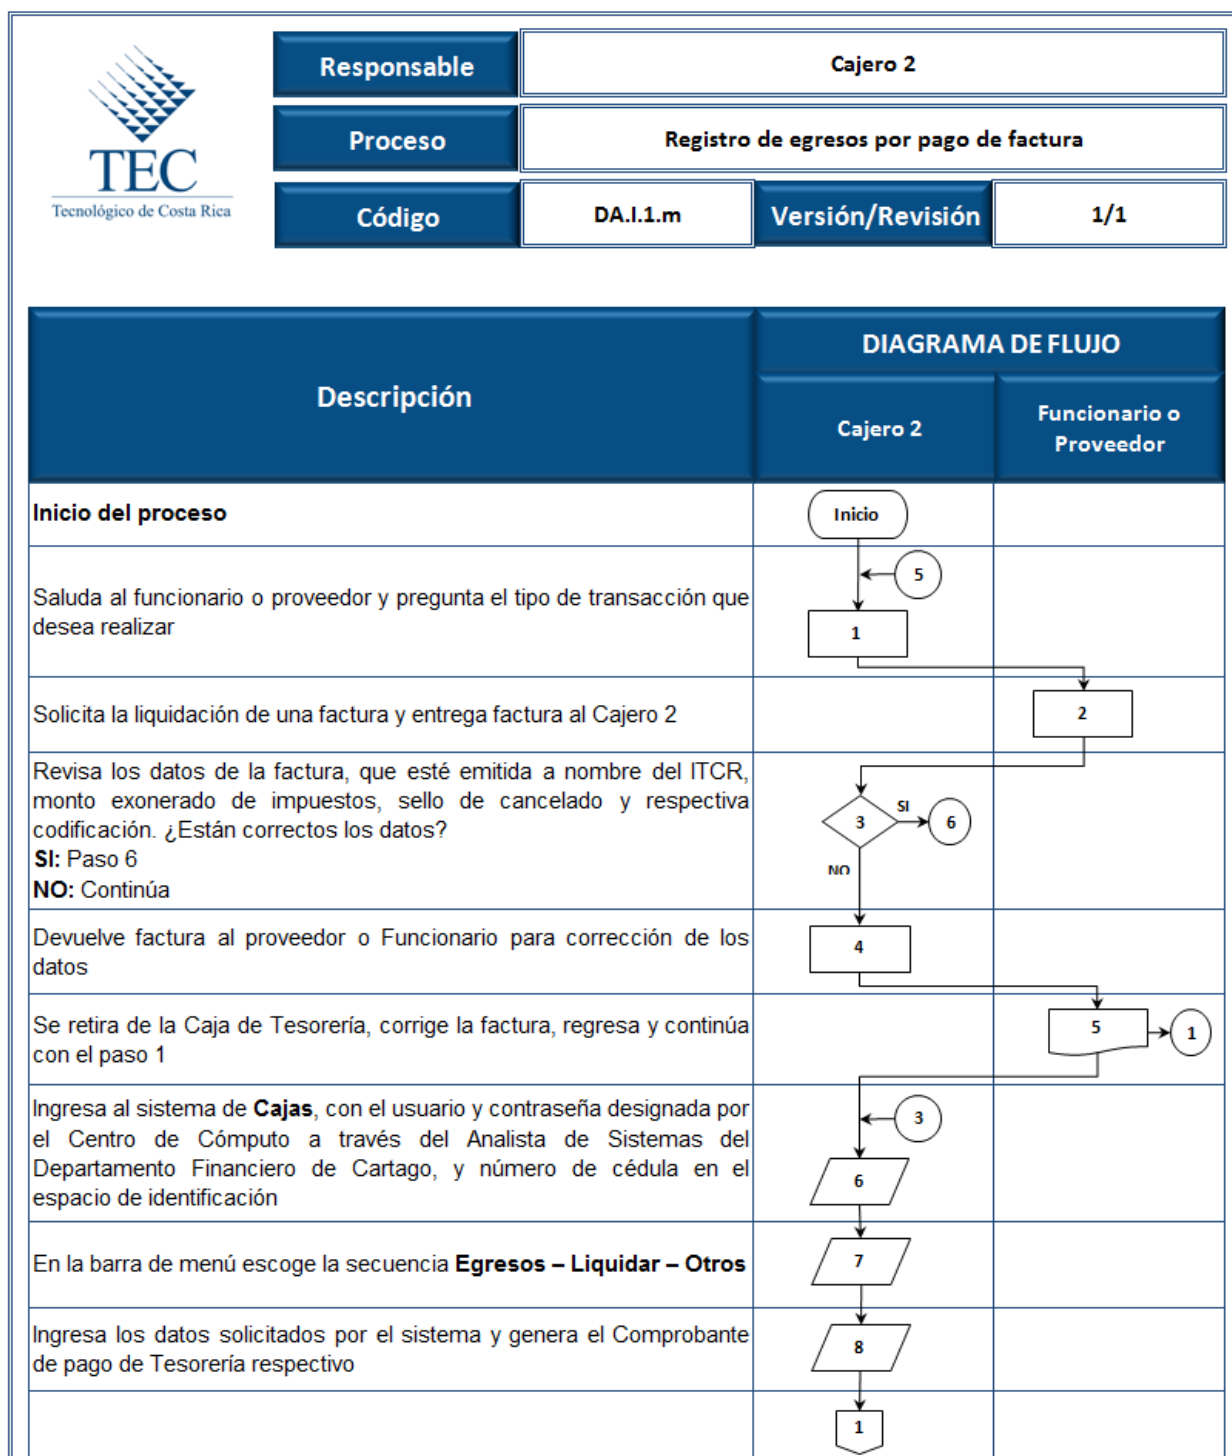 TEC
Tecnológico de Costa Rica
Responsable
Cajero 2
Proceso
Registro de egresos por pago de factura
Código
DA.I.1.m
Versión/Revisión
1/1
Descripción
DIAGRAMA DE FLUJO
Cajero 2
Funcionario o
Proveedor
Inicio del proceso
Inicio
Saluda al funcionario o proveedor y pregunta el tipo de transacción que
desea realizar
5
1
Solicita la liquidación de una factura y entrega factura al Cajero 2
2
Revisa los datos de la factura, que esté emitida a nombre del ITCR,
monto exonerado de impuestos, sello de cancelado y respectiva
codificación. ¿Están correctos los datos?
SI: Paso 6
NO: Continúa
3
SI
6
NO
Devuelve factura al proveedor o Funcionario para corrección de los
datos
4
Se retira de la Caja de Tesorería, corrige la factura, regresa y continúa
con el paso 1
5
1
Ingresa al sistema de Cajas, con el usuario y contraseña designada por
el Centro de Cómputo a través del Analista de Sistemas del
Departamento Financiero de Cartago, y número de cédula en el
espacio de identificación
3
6
En la barra de menú escoge la secuencia Egresos – Liquidar – Otros
7
Ingresa los datos solicitados por el sistema y genera el Comprobante
de pago de Tesorería respectivo
8
1